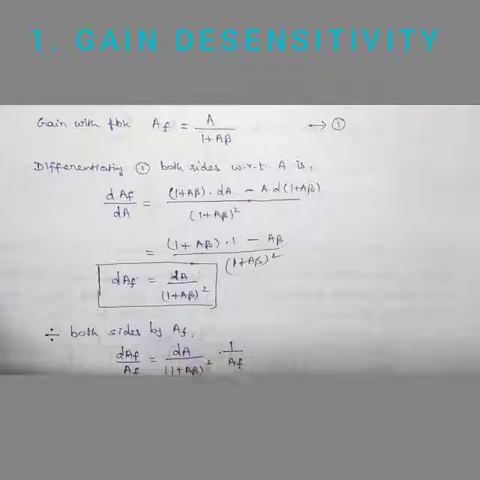 1. GAIN DESENSITIVITY
Gain with fbk Af = A / 1+Aβ → ①
Differentiating ① both sides w.r.t. A is,
d Af / dA = (1+Aβ) . dA - A d(1+Aβ) / (1+Aβ)²
= (1+Aβ) . 1 - Aβ / (1+Aβ)²
dAf = dA / (1+Aβ)²
÷ both sides by Af,
dAf / Af = dA / (1+Aβ)² . 1 / Af